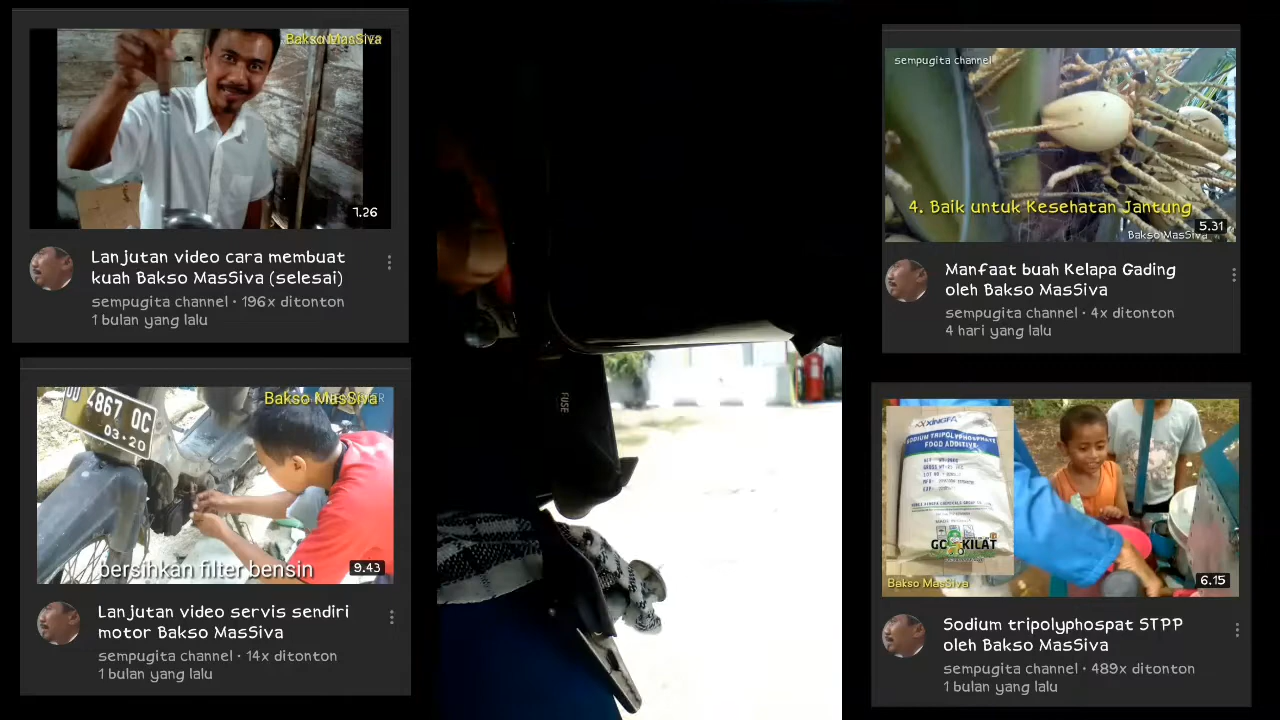 Bakso MasSiva
7.26
Lanjutan video cara membuat
kuah Bakso MasSiva (selesai)
sempugita channel · 196x ditonton
1 bulan yang lalu
4867 QC
03·20
Bakso MasSiva
bersihkan filter bensin
9.43
Lanjutan video servis sendiri
motor Bakso MasSiva
sempugita channel · 14x ditonton
1 bulan yang lalu
FUSE
sempugita channel
4. Baik untuk Kesehatan Jantung
5.31
Bakso MasSiva
Manfaat buah Kelapa Gading
oleh Bakso MasSiva
sempugita channel · 4x ditonton
4 hari yang lalu
XINGFA
SODIUM TRIPOLYPHOSPHATE
FOOD ADDITIVE
KILAT
Bakso MasSiva
6.15
Sodium tripolyphospat STPP
oleh Bakso MasSiva
sempugita channel · 489x ditonton
1 bulan yang lalu